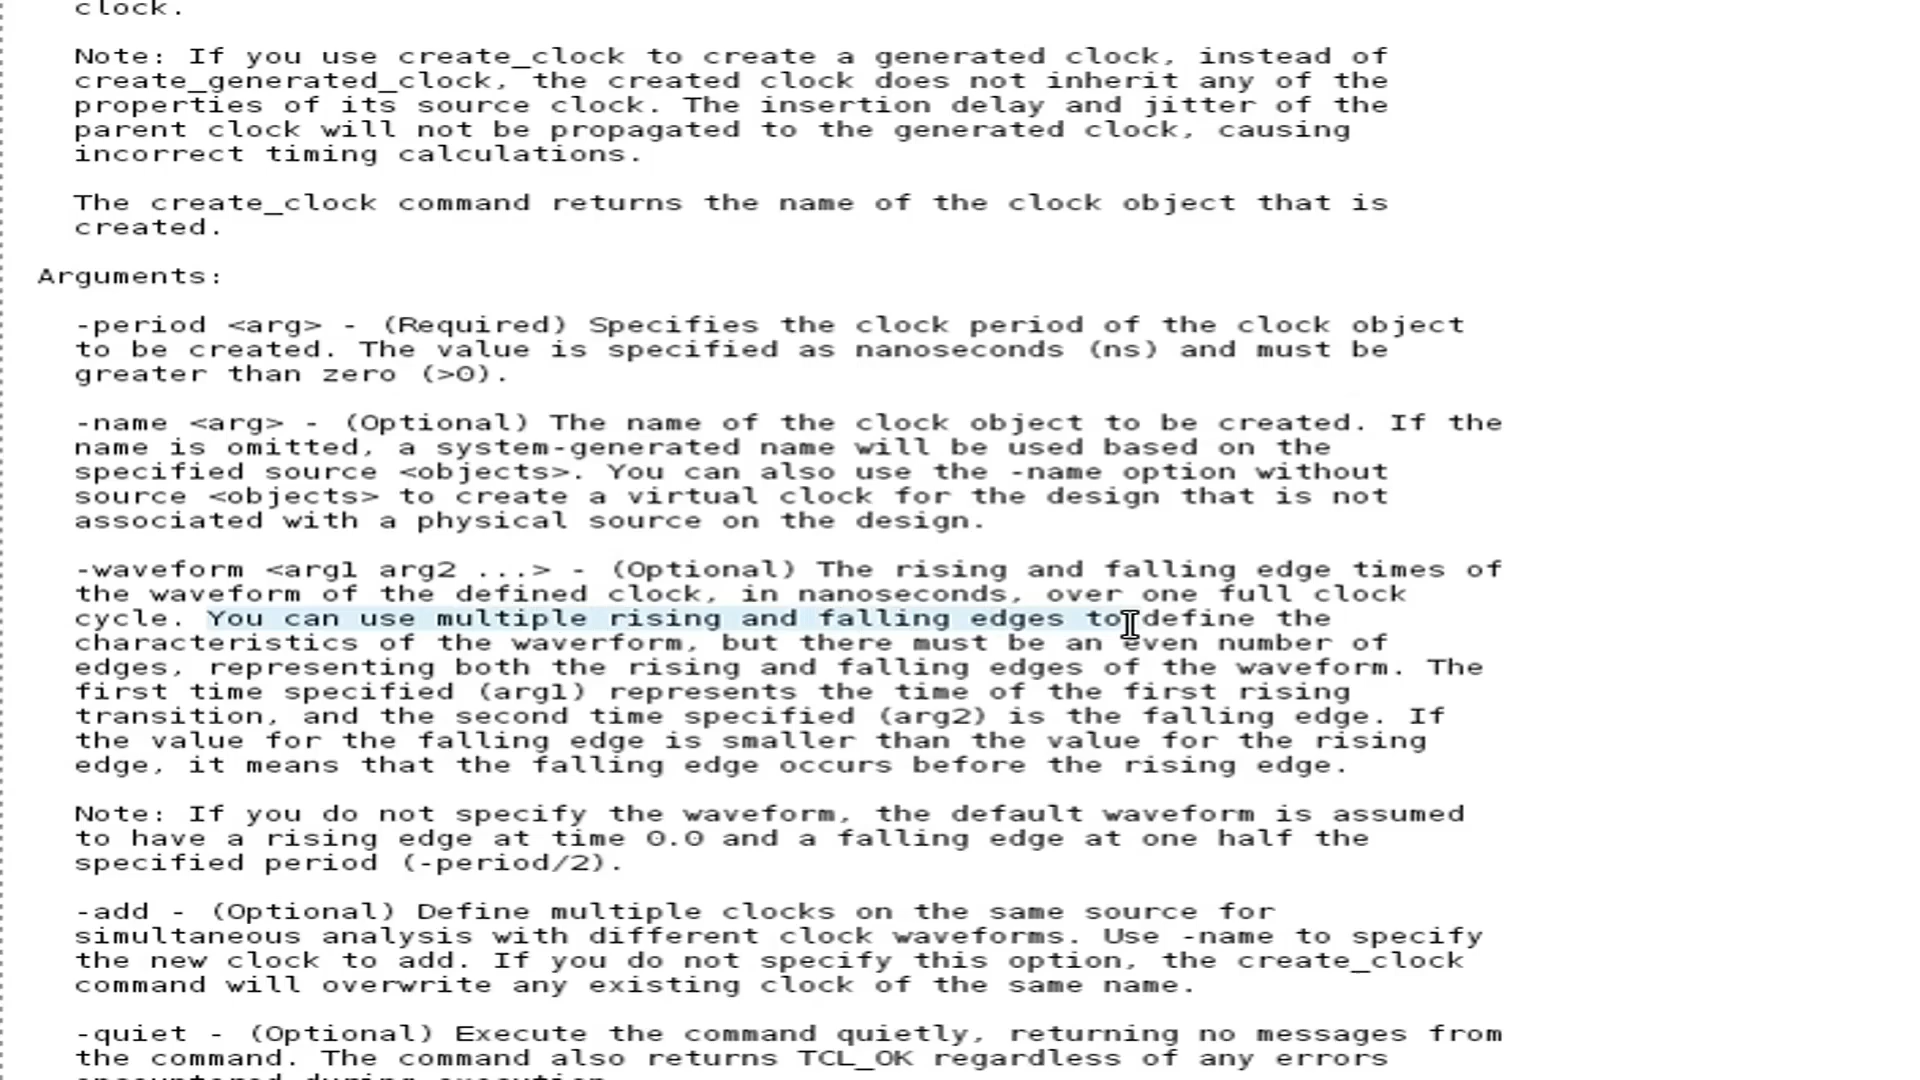 clock.
Note: If you use create_clock to create a generated clock, instead of
create_generated_clock, the created clock does not inherit any of the
properties of its source clock. The insertion delay and jitter of the
parent clock will not be propagated to the generated clock, causing
incorrect timing calculations.
The create_clock command returns the name of the clock object that is
created.
Arguments:
-period <arg> - (Required) Specifies the clock period of the clock object
to be created. The value is specified as nanoseconds (ns) and must be
greater than zero (>0).
-name <arg> - (Optional) The name of the clock object to be created. If the
name is omitted, a system-generated name will be used based on the
specified source <objects>. You can also use the -name option without
source <objects> to create a virtual clock for the design that is not
associated with a physical source on the design.
-waveform <arg1 arg2 ...> - (Optional) The rising and falling edge times of
the waveform of the defined clock, in nanoseconds, over one full clock
cycle. You can use multiple rising and falling edges to define the
characteristics of the waverform, but there must be an even number of
edges, representing both the rising and falling edges of the waveform. The
first time specified (arg1) represents the time of the first rising
transition, and the second time specified (arg2) is the falling edge. If
the value for the falling edge is smaller than the value for the rising
edge, it means that the falling edge occurs before the rising edge.
Note: If you do not specify the waveform, the default waveform is assumed
to have a rising edge at time 0.0 and a falling edge at one half the
specified period (-period/2).
-add - (Optional) Define multiple clocks on the same source for
simultaneous analysis with different clock waveforms. Use -name to specify
the new clock to add. If you do not specify this option, the create_clock
command will overwrite any existing clock of the same name.
-quiet - (Optional) Execute the command quietly, returning no messages from
the command. The command also returns TCL_OK regardless of any errors
encountered during execution.